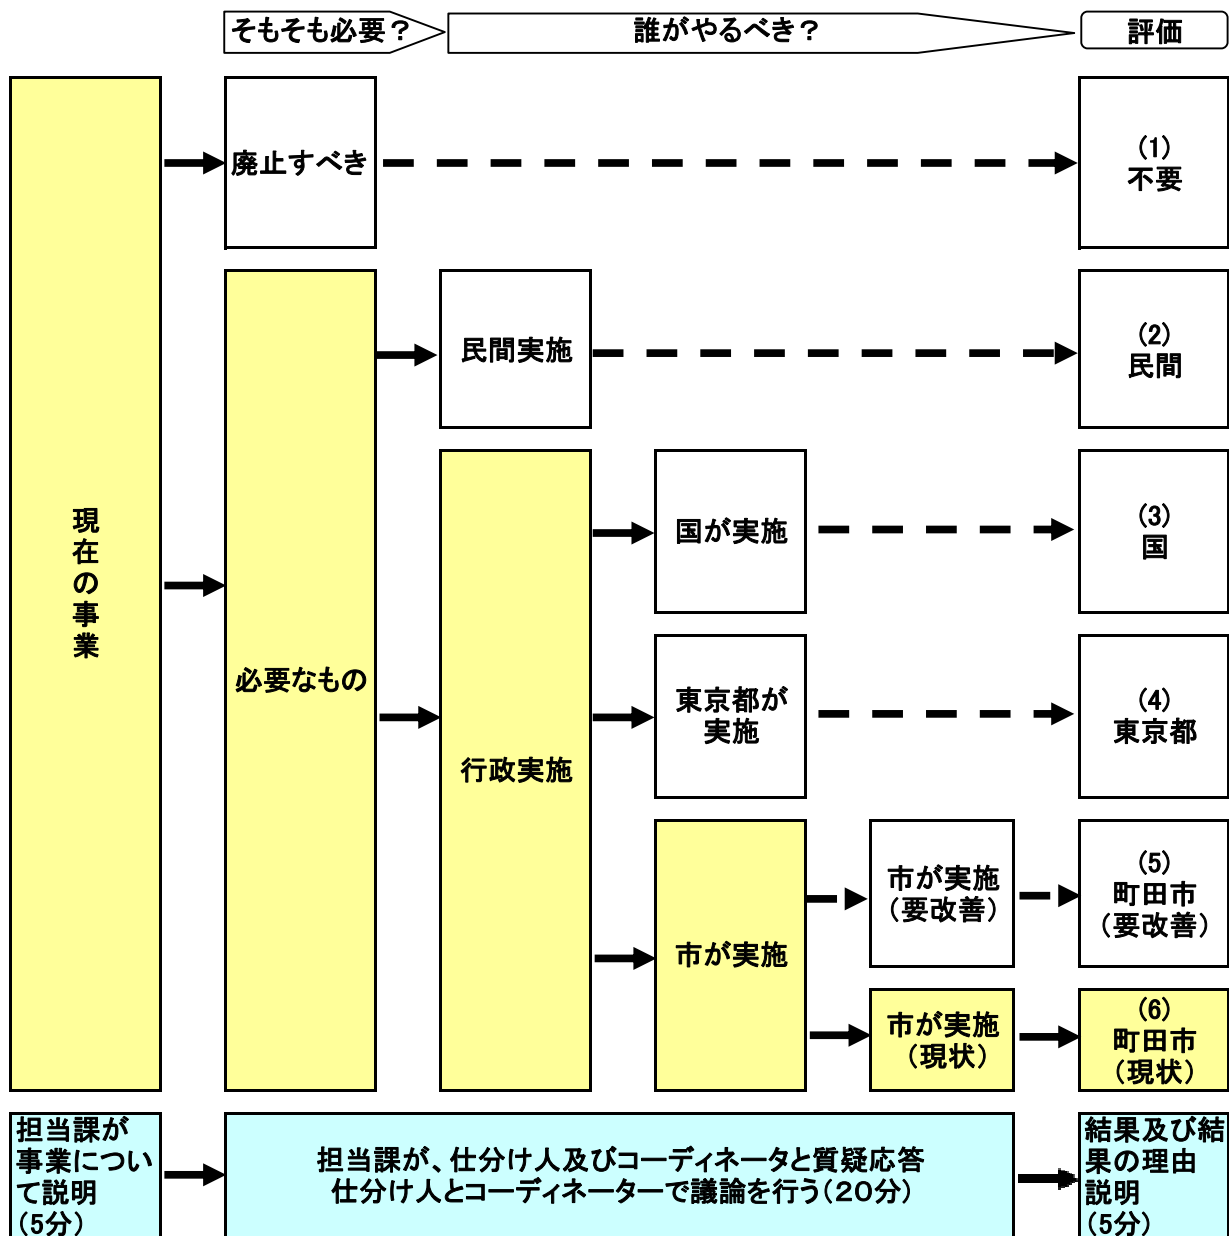 そもそも必要?
誰がやるべき?
評価
現在の事業
廃止すべき
(1)
不要
必要なもの
民間実施
(2)
民間
行政実施
国が実施
(3)
国
東京都が
実施
(4)
東京都
市が実施
市が実施
(要改善)
(5)
町田市
(要改善)
市が実施
(現状)
(6)
町田市
(現状)
担当課が
事業につい
て説明
(5分)
担当課が、仕分け人及びコーディネータと質疑応答
仕分け人とコーディネーターで議論を行う(20分)
結果及び結
果の理由
説明
(5分)